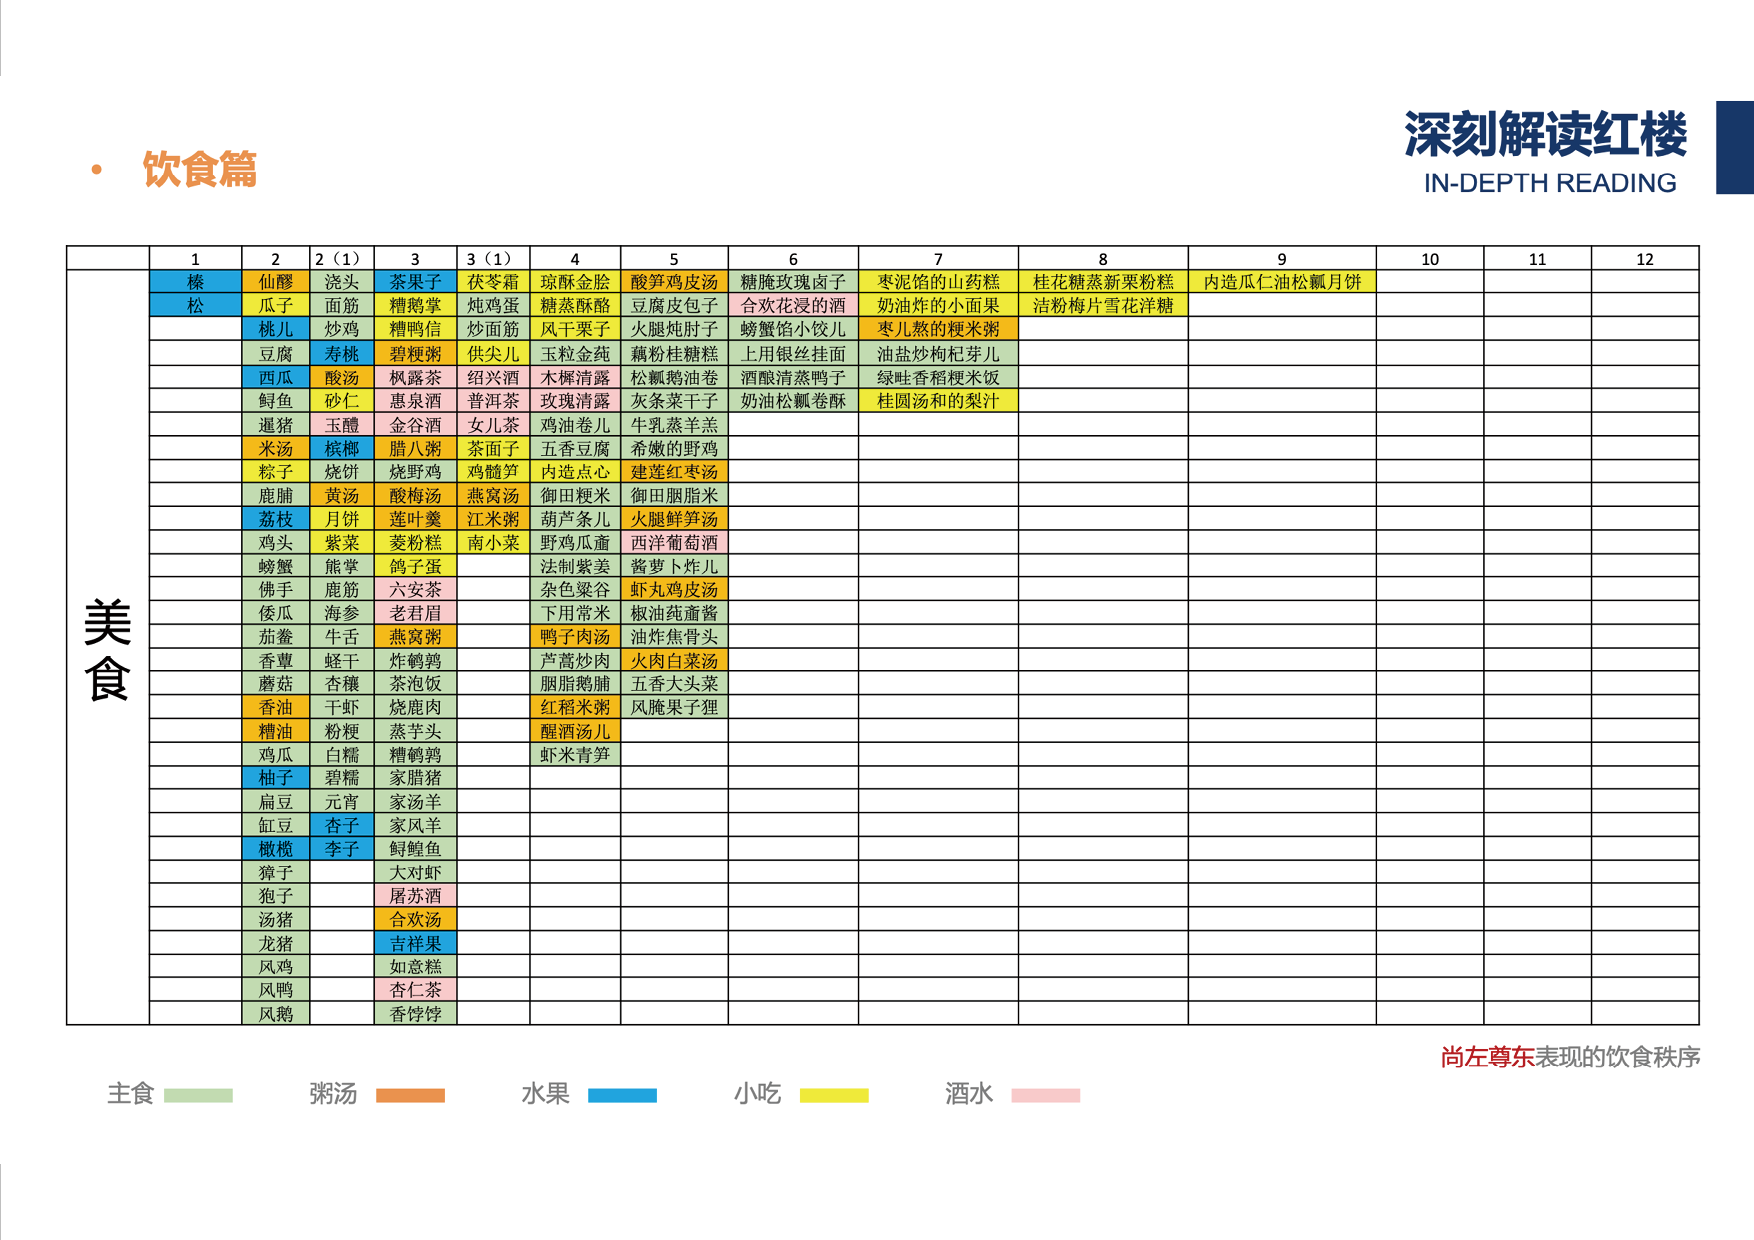 深刻解读红楼
IN-DEPTH READING
• 饮食篇
1 2 2（1） 3 3（1） 4 5 6 7 8 9 10 11 12
榛 仙醪 浇头 茶果子 茯苓霜 琼酥金脍 酸笋鸡皮汤 糖腌玫瑰卤子 枣泥馅的山药糕 桂花糖蒸新栗粉糕 内造瓜仁油松瓤月饼
松 瓜子 面筋 糟鹅掌 炖鸡蛋 糖蒸酥酪 豆腐皮包子 合欢花浸的酒 奶油炸的小面果 洁粉梅片雪花洋糖
桃儿 炒鸡 糟鸭信 炒面筋 风干栗子 火腿炖肘子 螃蟹馅小饺儿 枣儿熬的粳米粥
豆腐 寿桃 碧粳粥 供尖儿 玉粒金莼 藕粉桂糖糕 上用银丝挂面 油盐炒枸杞芽儿
西瓜 酸汤 枫露茶 绍兴酒 木樨清露 松瓤鹅油卷 酒酿清蒸鸭子 绿畦香稻粳米饭
鲟鱼 砂仁 惠泉酒 普洱茶 玫瑰清露 灰条菜干子 奶油松瓤卷酥 桂圆汤和的梨汁
暹猪 玉醴 金谷酒 女儿茶 鸡油卷儿 牛乳蒸羊羔
米汤 槟榔 腊八粥 茶面子 五香豆腐 希嫩的野鸡
粽子 烧饼 烧野鸡 鸡髓笋 内造点心 建莲红枣汤
鹿脯 黄汤 酸梅汤 燕窝汤 御田粳米 御田胭脂米
荔枝 月饼 莲叶羹 江米粥 葫芦条儿 火腿鲜笋汤
鸡头 紫菜 菱粉糕 南小菜 野鸡瓜齑 西洋葡萄酒
螃蟹 熊掌 鸽子蛋 法制紫姜 酱萝卜炸儿
佛手 鹿筋 六安茶 杂色粱谷 虾丸鸡皮汤
倭瓜 海参 老君眉 下用常米 椒油莼齑酱
茄鲞 牛舌 燕窝粥 鸭子肉汤 油炸焦骨头
香蕈 蛏干 炸鹌鹑 芦蒿炒肉 火肉白菜汤
蘑菇 杏穰 茶泡饭 胭脂鹅脯 五香大头菜
香油 干虾 烧鹿肉 红稻米粥 风腌果子狸
糟油 粉粳 蒸芋头 醒酒汤儿
鸡瓜 白糯 糟鹌鹑 虾米青笋
柚子 碧糯 家腊猪
扁豆 元宵 家汤羊
缸豆 杏子 家风羊
橄榄 李子 鲟鳇鱼
獐子 大对虾
狍子 屠苏酒
汤猪 合欢汤
龙猪 吉祥果
风鸡 如意糕
风鸭 杏仁茶
风鹅 香饽饽
美
食
尚左尊东表现的饮食秩序
主食 粥汤 水果 小吃 酒水